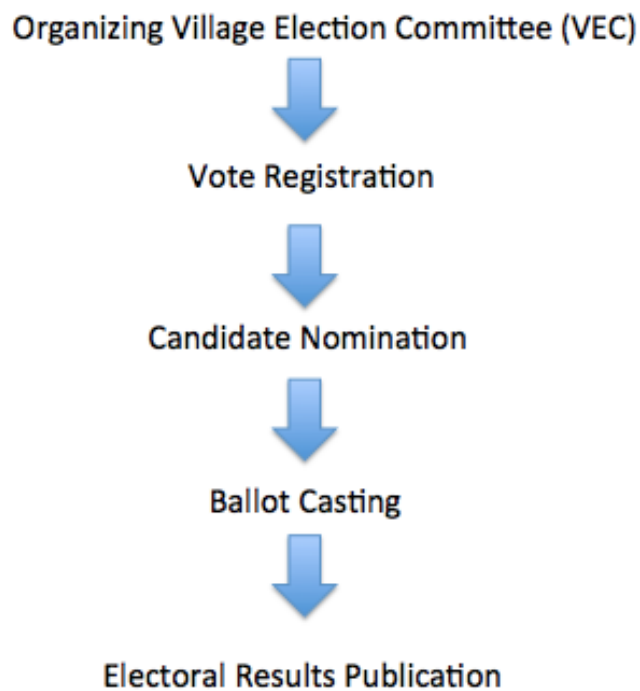 Organizing Village Election Committee (VEC)
Vote Registration
Candidate Nomination
Ballot Casting
Electoral Results Publication